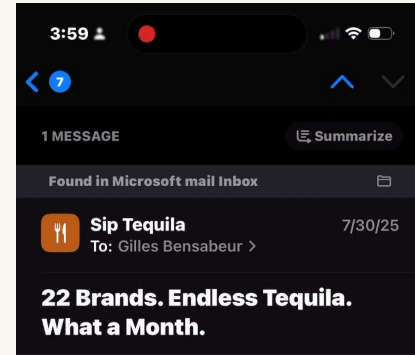 3:59
7
1 MESSAGE
Summarize
Found in Microsoft mail Inbox
Sip Tequila
7/30/25
To: Gilles Bensabeur >
22 Brands. Endless Tequila.
What a Month.